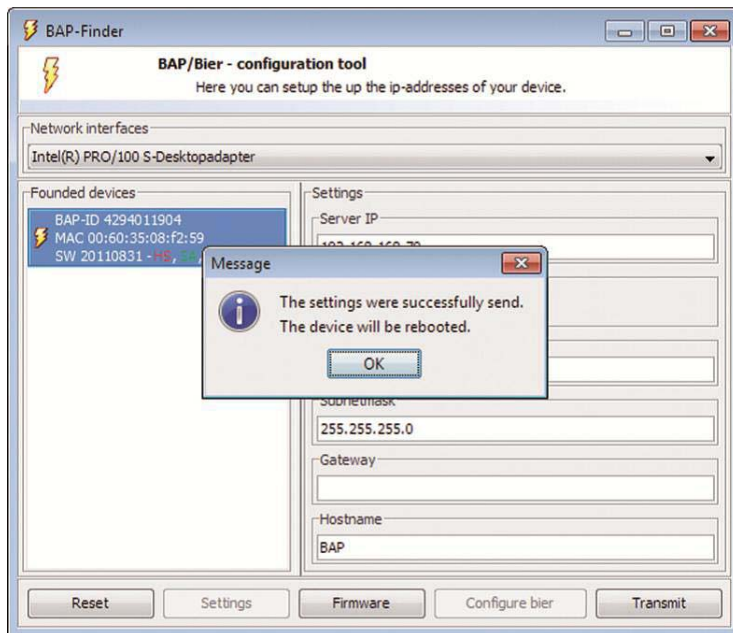 BAP-Finder
BAP/Bier - configuration tool
Here you can setup the up the ip-addresses of your device.
Network interfaces
Intel(R) PRO/100 S-Desktopadapter
Founded devices
BAP-ID 4294011904
MAC 00:60:35:08:f2:59
SW 20110831 - HS, SA,
Settings
Server IP
Message
The settings were successfully send.
The device will be rebooted.
OK
Subnetmask
255.255.255.0
Gateway
Hostname
BAP
Reset
Settings
Firmware
Configure bier
Transmit